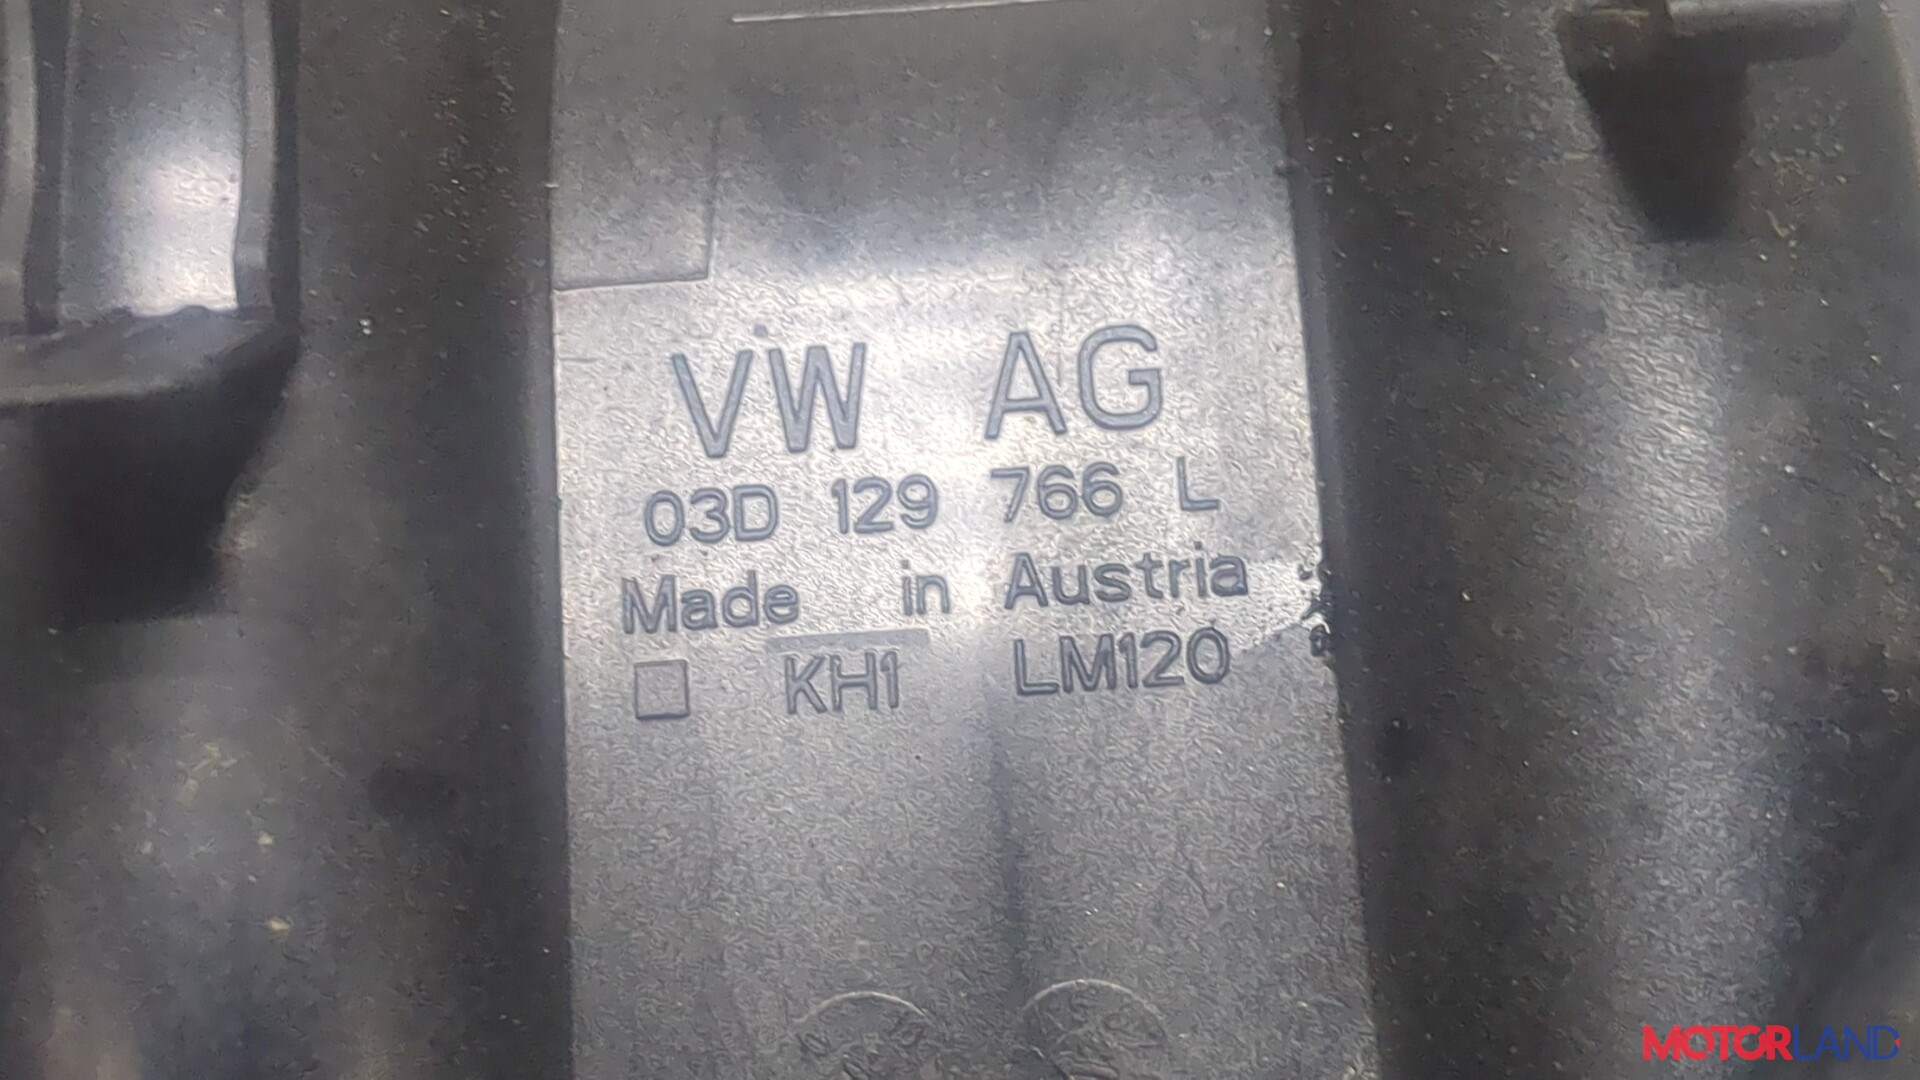 VW AG
03D 129 766 L
Made in Austria
□ KH1 LM120
MOTORLAND